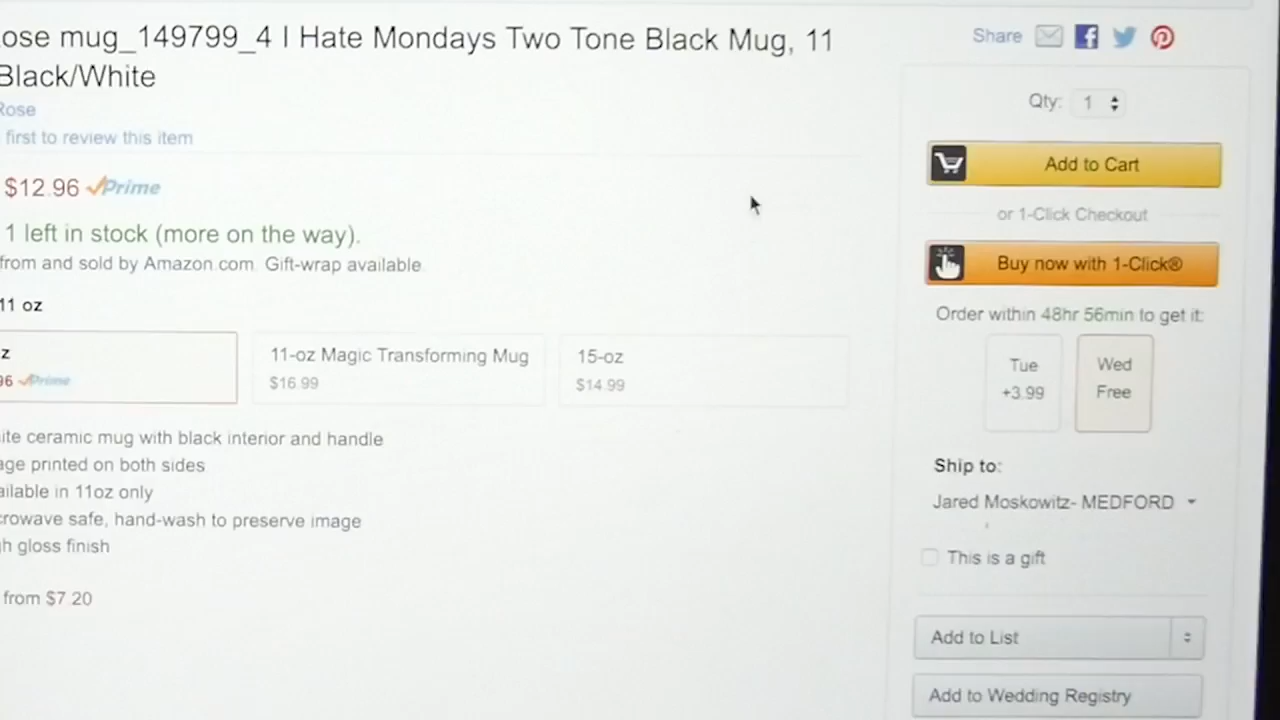 ose mug_149799_4 I Hate Mondays Two Tone Black Mug, 11
Black/White
Rose
first to review this item
$12.96 Prime
1 left in stock (more on the way).
from and sold by Amazon.com. Gift-wrap available.
11 oz
z
96 Prime
11-oz Magic Transforming Mug
$16.99
15-oz
$14.99
ite ceramic mug with black interior and handle
age printed on both sides
ailable in 11oz only
crowave safe, hand-wash to preserve image
gh gloss finish
from $7.20
Share
Qty: 1
Add to Cart
or 1-Click Checkout
Buy now with 1-Click®
Order within 48hr 56min to get it:
Tue
+3.99
Wed
Free
Ship to:
Jared Moskowitz- MEDFORD
This is a gift
Add to List
Add to Wedding Registry